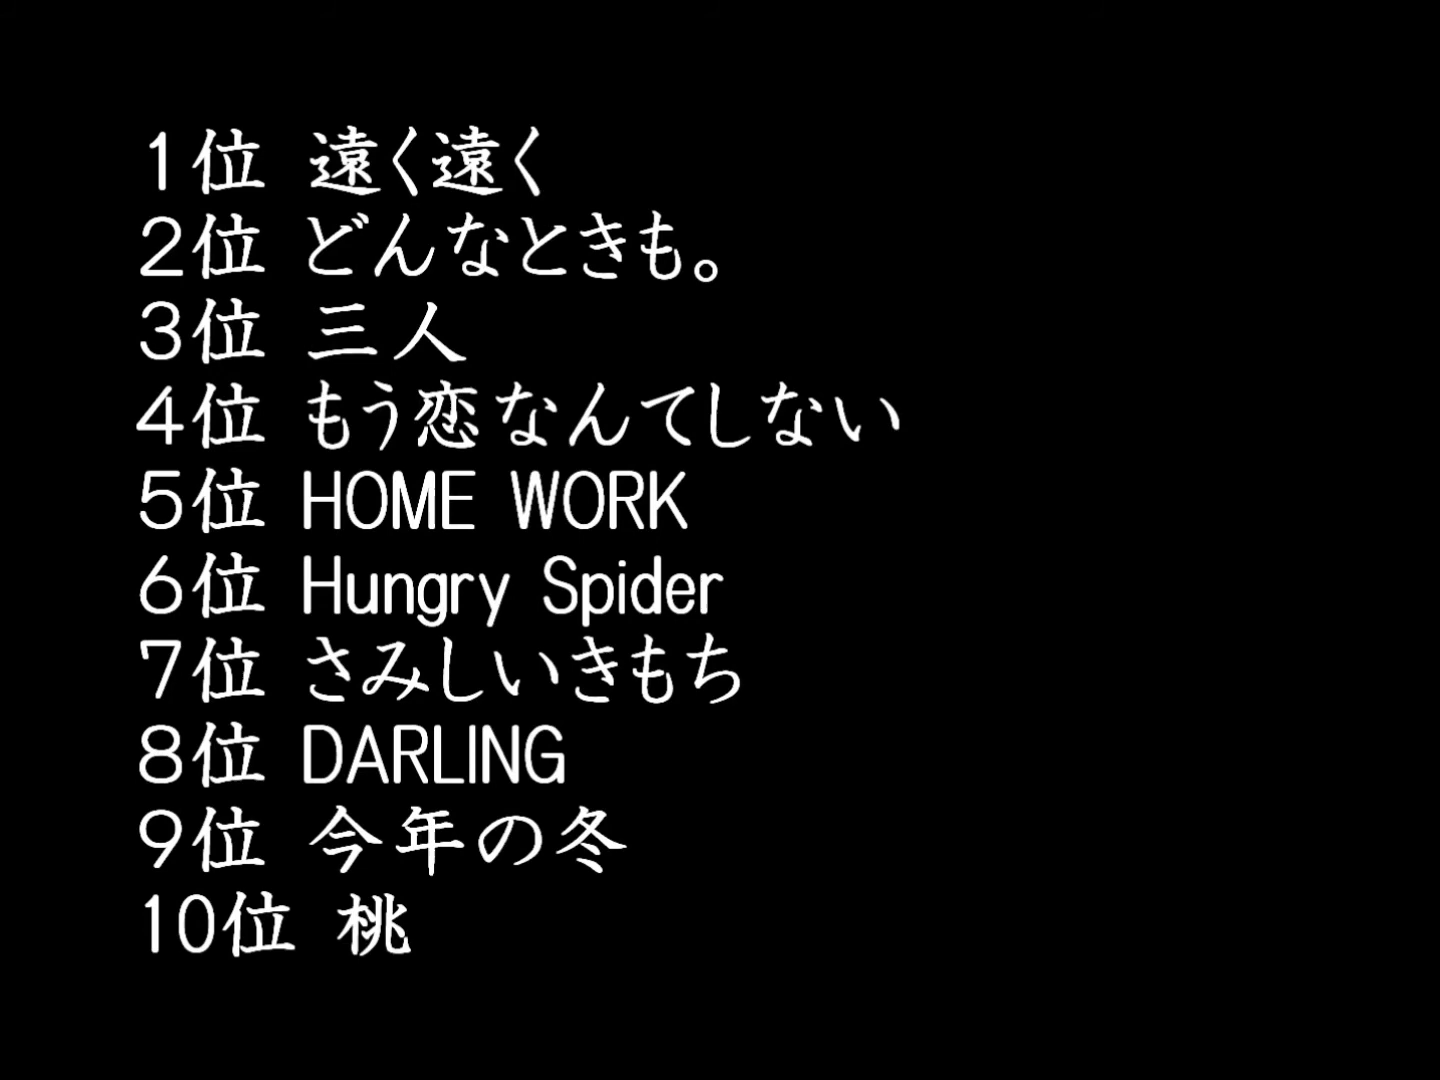 1位 遠く遠く
2位 どんなときも。
3位 三人
4位 もう恋なんてしない
5位 HOME WORK
6位 Hungry Spider
7位 さみしいきもち
8位 DARLING
9位 今年の冬
10位 桃